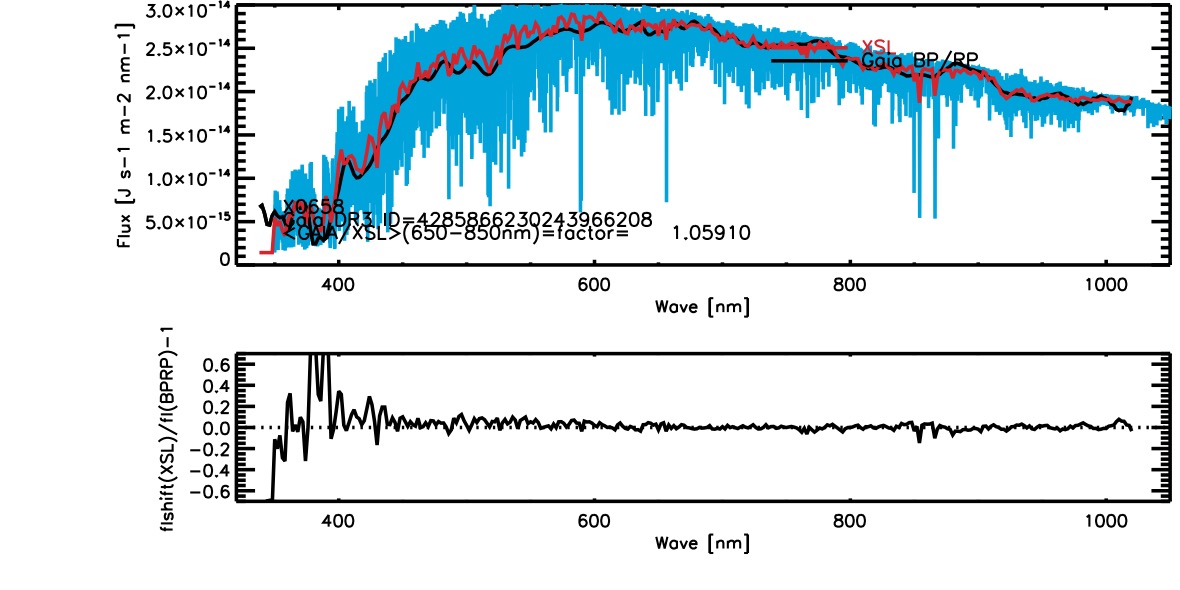 3.0×10⁻¹⁴
2.5×10⁻¹⁴
2.0×10⁻¹⁴
1.5×10⁻¹⁴
1.0×10⁻¹⁴
5.0×10⁻¹⁵
0
Flux [J s−1 m−2 nm−1]
XSL
Gaia BP/RP
X0658
Gaia DR3 ID=4285866230243966208
<GAIA/XSL>(650−850nm)=factor= 1.05910
400 600 800 1000
Wave [nm]
0.6
0.4
0.2
0.0
−0.2
−0.4
−0.6
flshift(XSL)/fl(BPRP)−1
400 600 800 1000
Wave [nm]